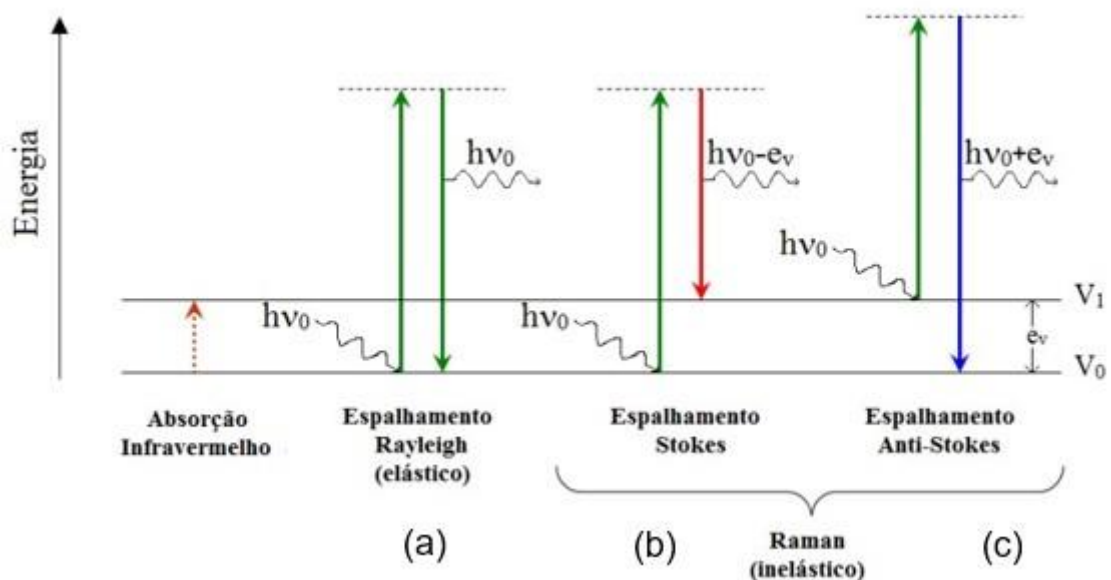 Energia
hν₀
hν₀
hν₀-eᵥ
hν₀
hν₀+eᵥ
hν₀
V₁
eᵥ
V₀
Absorção
Infravermelho
Espalhamento
Rayleigh
(elástico)
Espalhamento
Stokes
Espalhamento
Anti-Stokes
(a)
(b)
Raman
(inelástico)
(c)